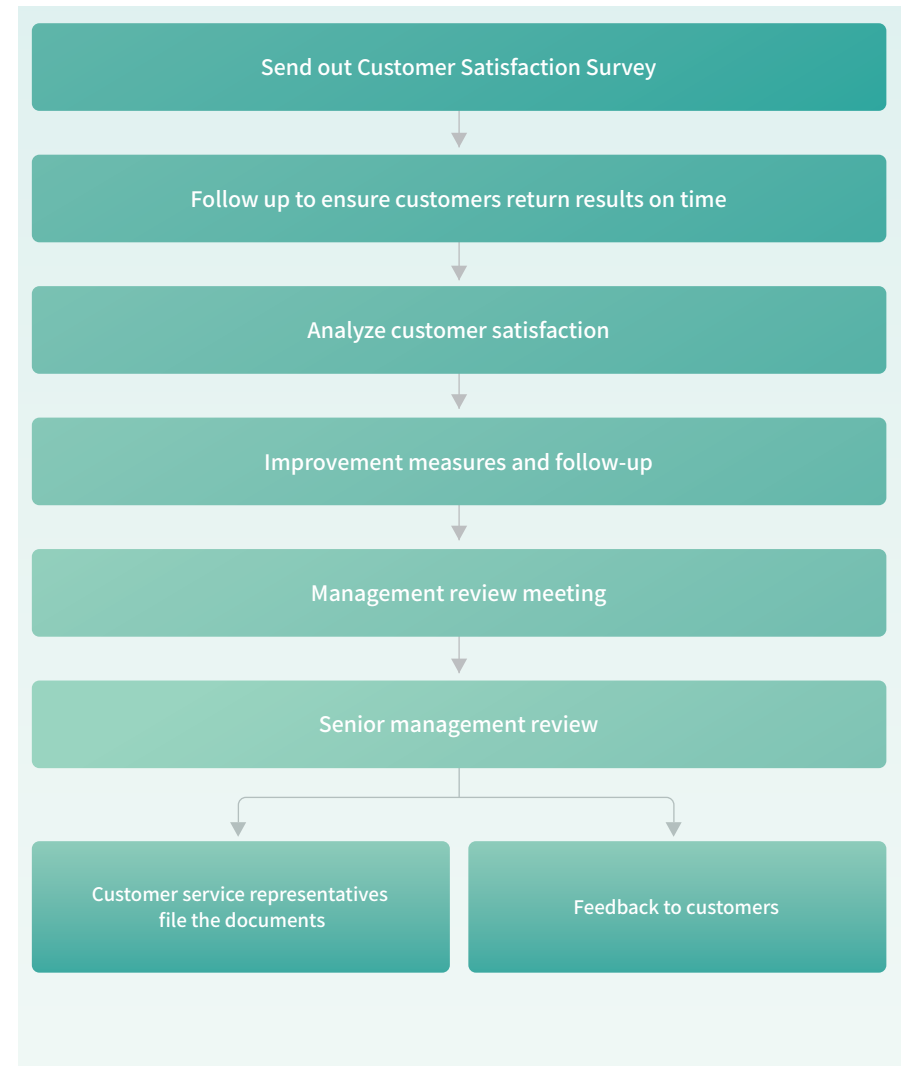 Send out Customer Satisfaction Survey
Follow up to ensure customers return results on time
Analyze customer satisfaction
Improvement measures and follow-up
Management review meeting
Senior management review
Customer service representatives
file the documents
Feedback to customers